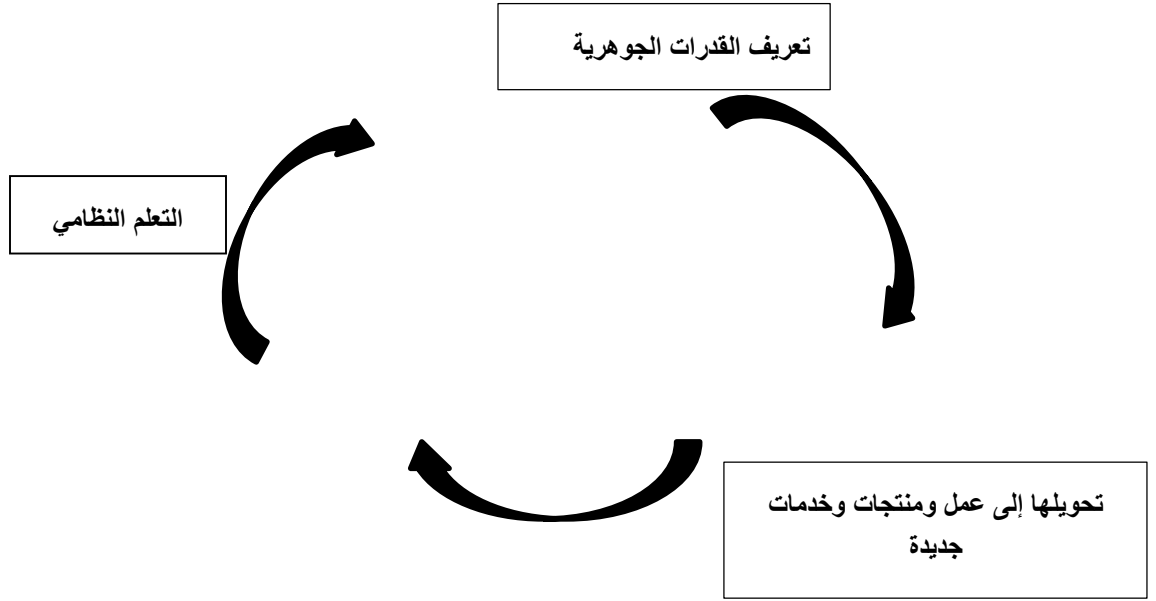 تعريف القدرات الجوهرية
التعلم النظامي
تحويلها إلى عمل ومنتجات وخدمات
جديدة